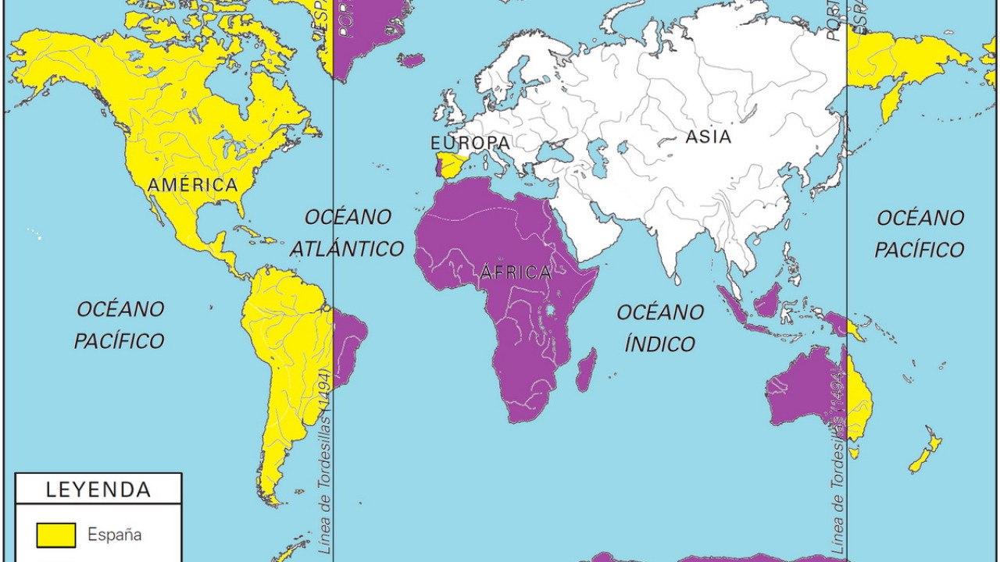 ESPA
PORT
PORT
ESPA
EUROPA
ASIA
AMÉRICA
OCÉANO
ATLÁNTICO
OCÉANO
PACÍFICO
ÁFRICA
OCÉANO
PACÍFICO
OCÉANO
ÍNDICO
Línea de Tordesillas (1494)
Línea de Tordesillas (1494)
LEYENDA
España